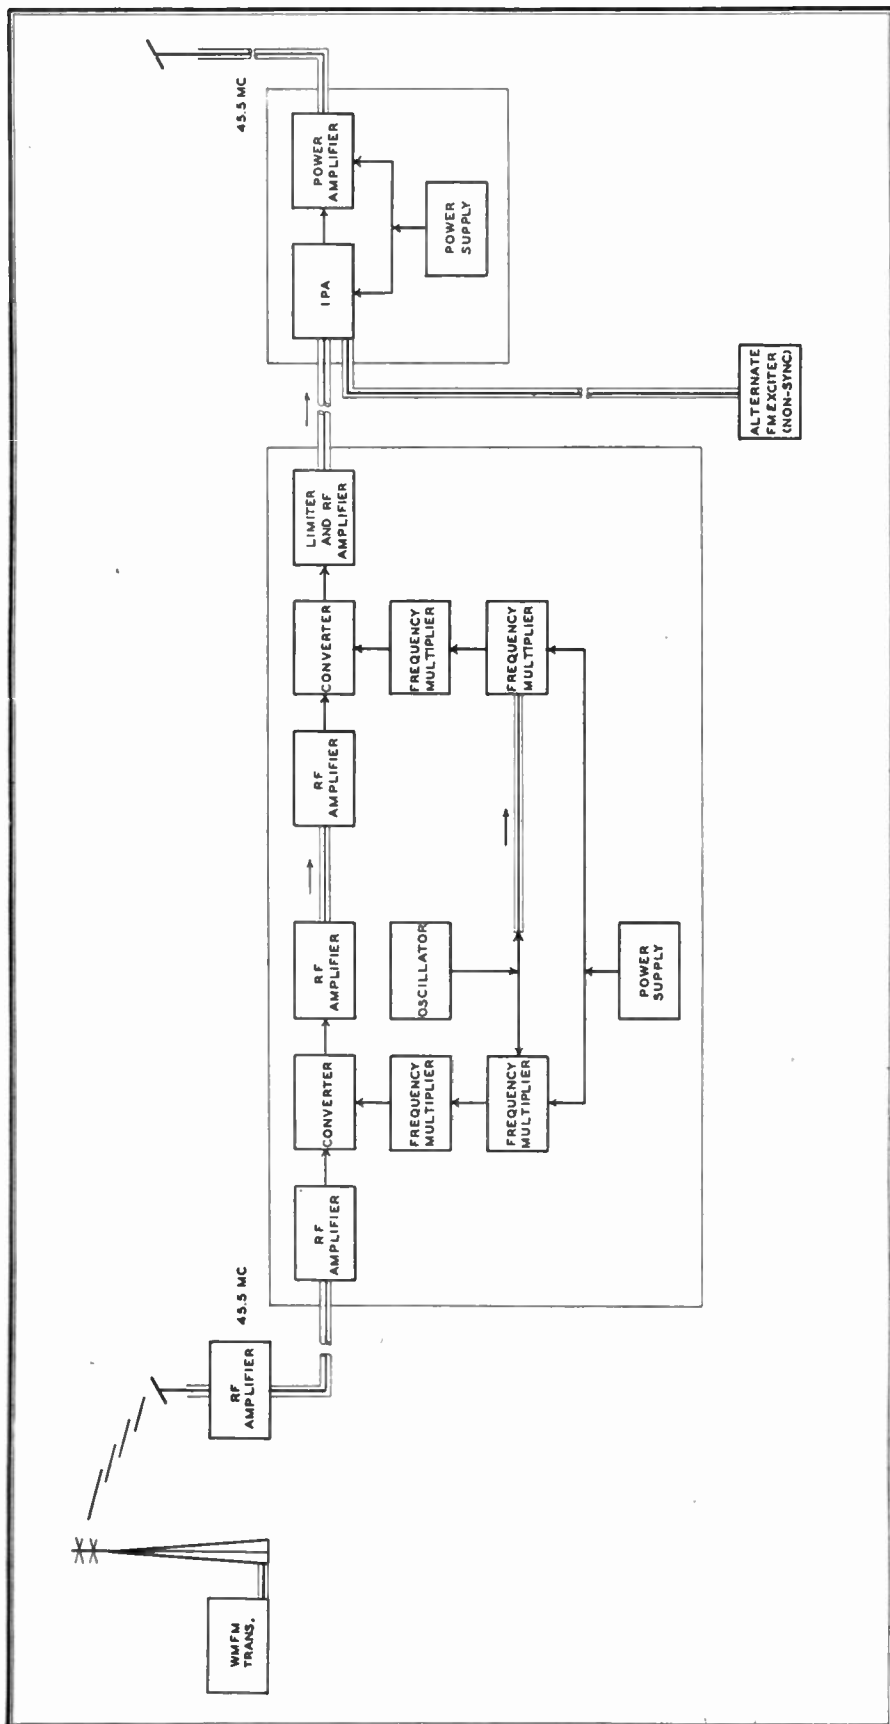 WMFM
TRANS.
RF
AMPLIFIER
45.5 MC
RF
AMPLIFIER
CONVERTER
RF
AMPLIFIER
RF
AMPLIFIER
CONVERTER
LIMITER
AND RF
AMPLIFIER
FREQUENCY
MULTIPLIER
OSCILLATOR
FREQUENCY
MULTIPLIER
FREQUENCY
MULTIPLIER
FREQUENCY
MULTIPLIER
POWER
SUPPLY
IPA
POWER
AMPLIFIER
45.5 MC
POWER
SUPPLY
ALTERNATE
FM EXCITER
(NON-SYNC)